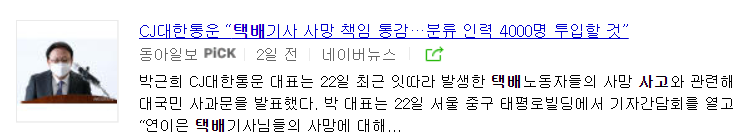 CJ대한통운 “택배기사 사망 책임 통감…분류 인력 4000명 투입할 것”
동아일보 PiCK 2일 전 네이버뉴스
박근희 CJ대한통운 대표는 22일 최근 잇따라 발생한 택배노동자들의 사망 사고와 관련해
대국민 사과문을 발표했다. 박 대표는 22일 서울 중구 태평로빌딩에서 기자간담회를 열고
“연이은 택배기사님들의 사망에 대해...